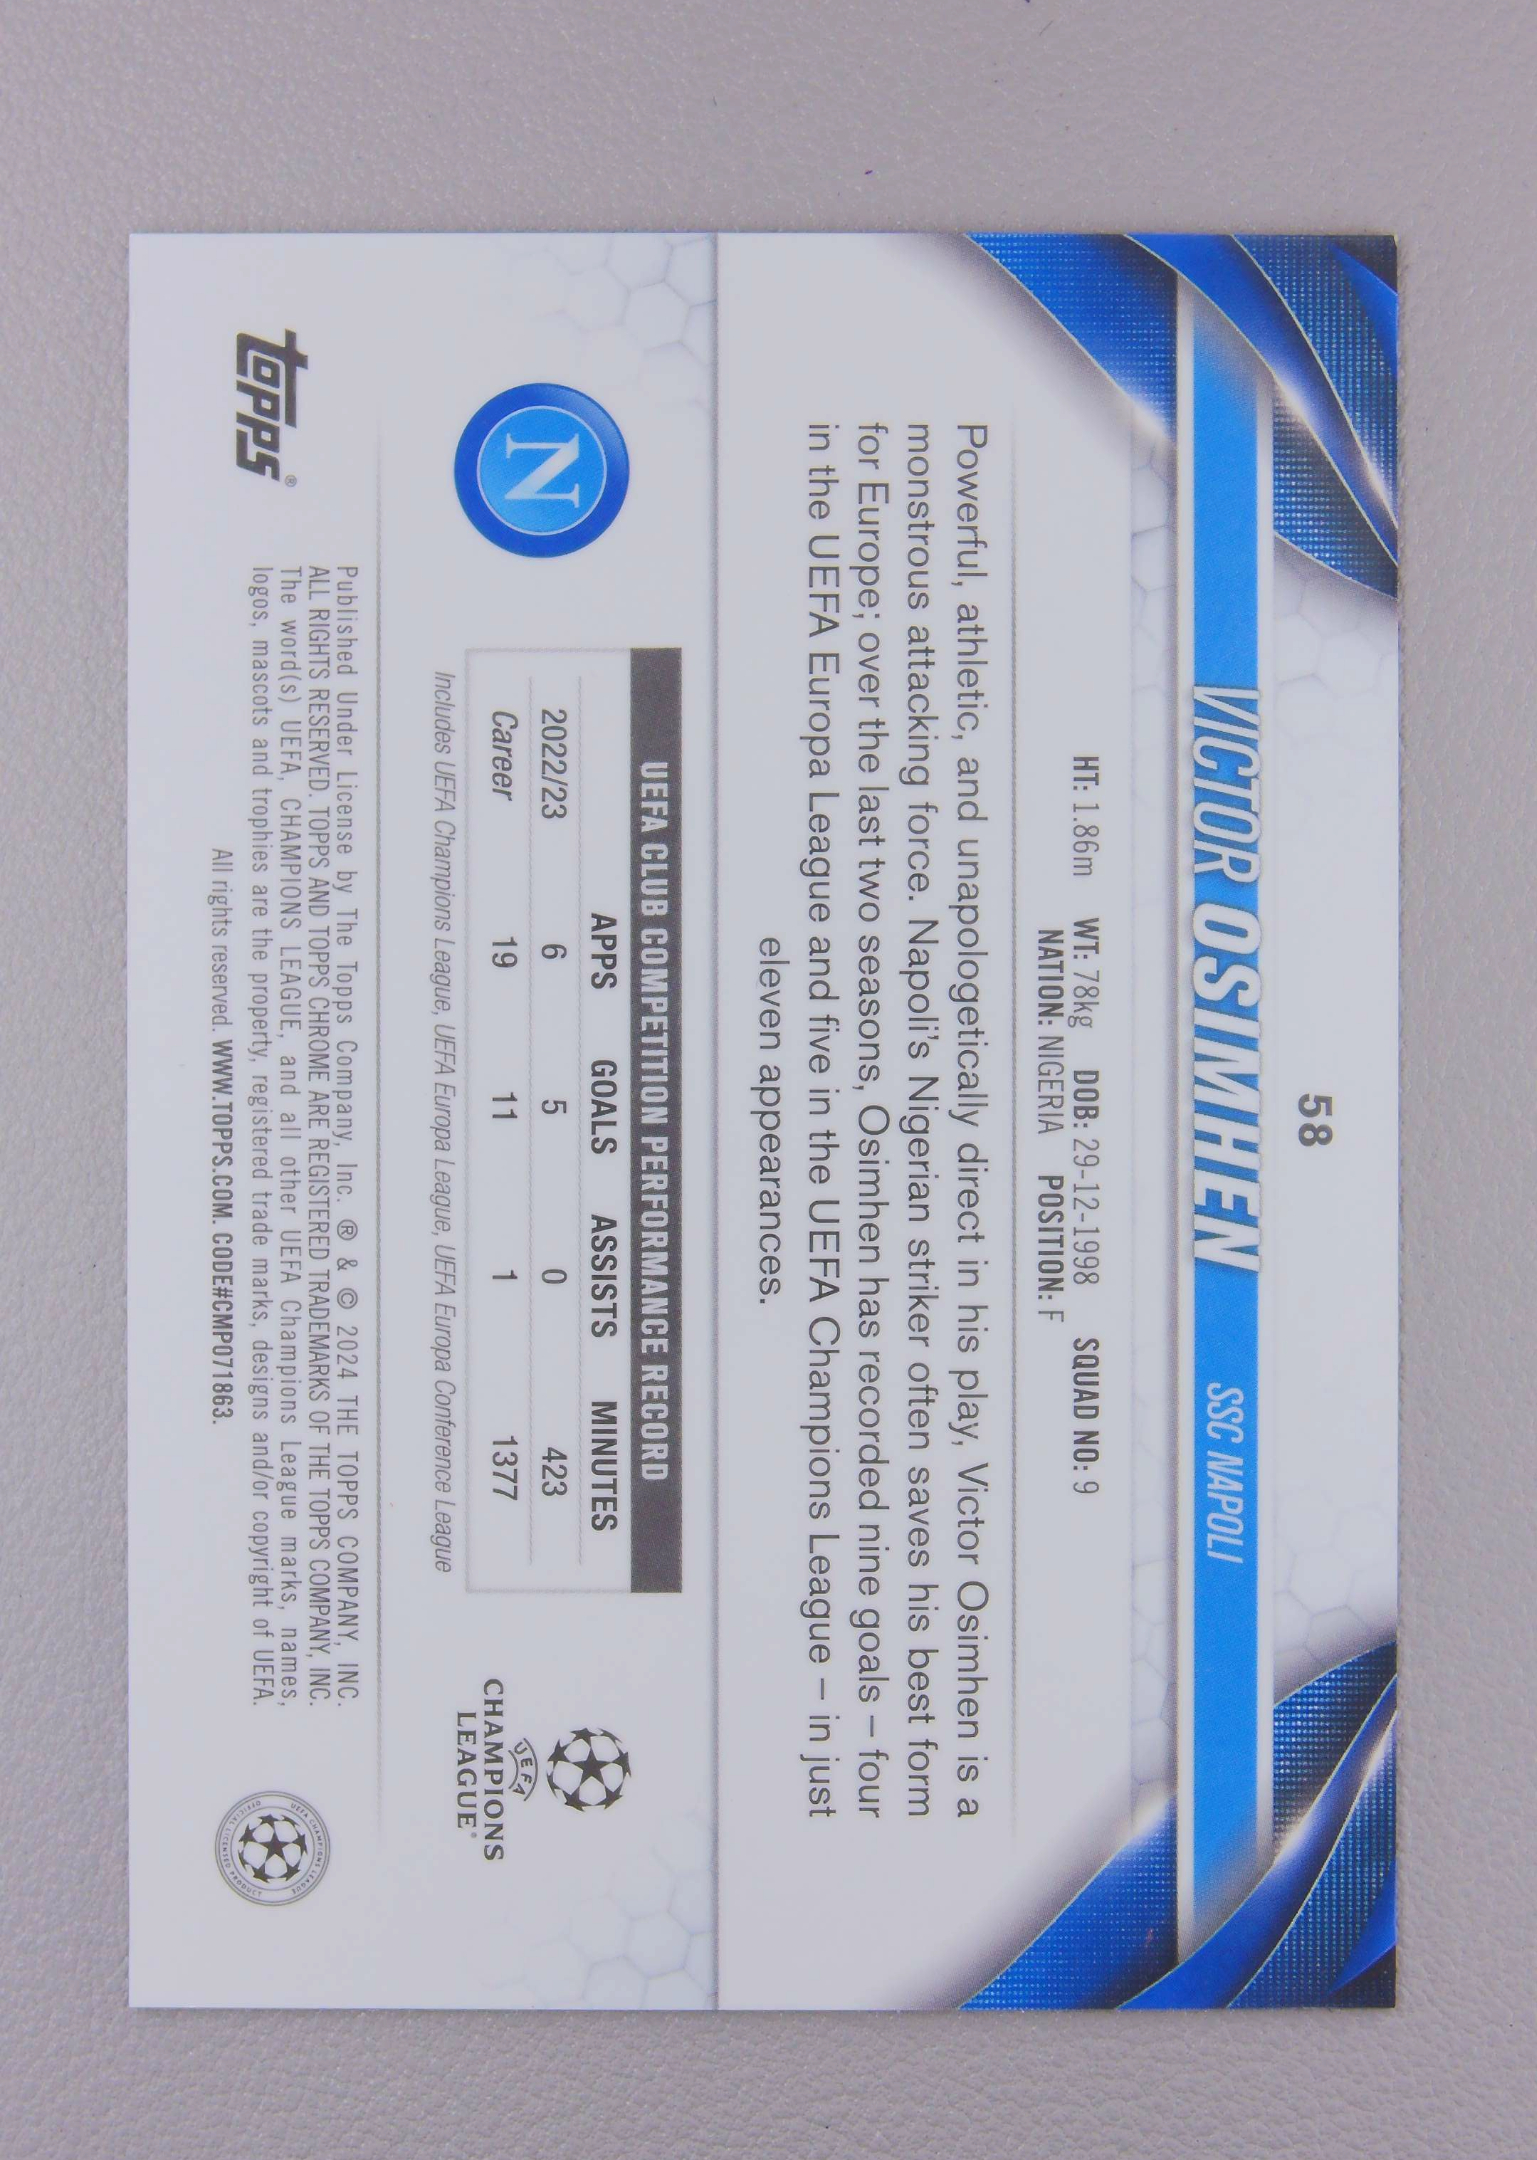 58
VICTOR OSIMHEN SSC NAPOLI
HT: 1.86m WT: 78kg DOB: 29-12-1998 SQUAD NO: 9
NATION: NIGERIA POSITION: F
Powerful, athletic, and unapologetically direct in his play, Victor Osimhen is a
monstrous attacking force. Napoli's Nigerian striker often saves his best form
for Europe; over the last two seasons, Osimhen has recorded nine goals – four
in the UEFA Europa League and five in the UEFA Champions League – in just
eleven appearances.
N
UEFA CLUB COMPETITION PERFORMANCE RECORD
APPS GOALS ASSISTS MINUTES
2022/23 6 5 0 423
Career 19 11 1 1377
Includes UEFA Champions League, UEFA Europa League, UEFA Europa Conference League
UEFA
CHAMPIONS
LEAGUE®
topps®
Published Under License by The Topps Company, Inc. ® & © 2024 THE TOPPS COMPANY, INC.
ALL RIGHTS RESERVED. TOPPS AND TOPPS CHROME ARE REGISTERED TRADEMARKS OF THE TOPPS COMPANY, INC.
The word(s) UEFA, CHAMPIONS LEAGUE, and all other UEFA Champions League marks, names,
logos, mascots and trophies are the property, registered trade marks, designs and/or copyright of UEFA.
All rights reserved. WWW.TOPPS.COM. CODE#CMP071863.
UEFA CHAMPIONS LEAGUE
OFFICIAL LICENSED PRODUCT